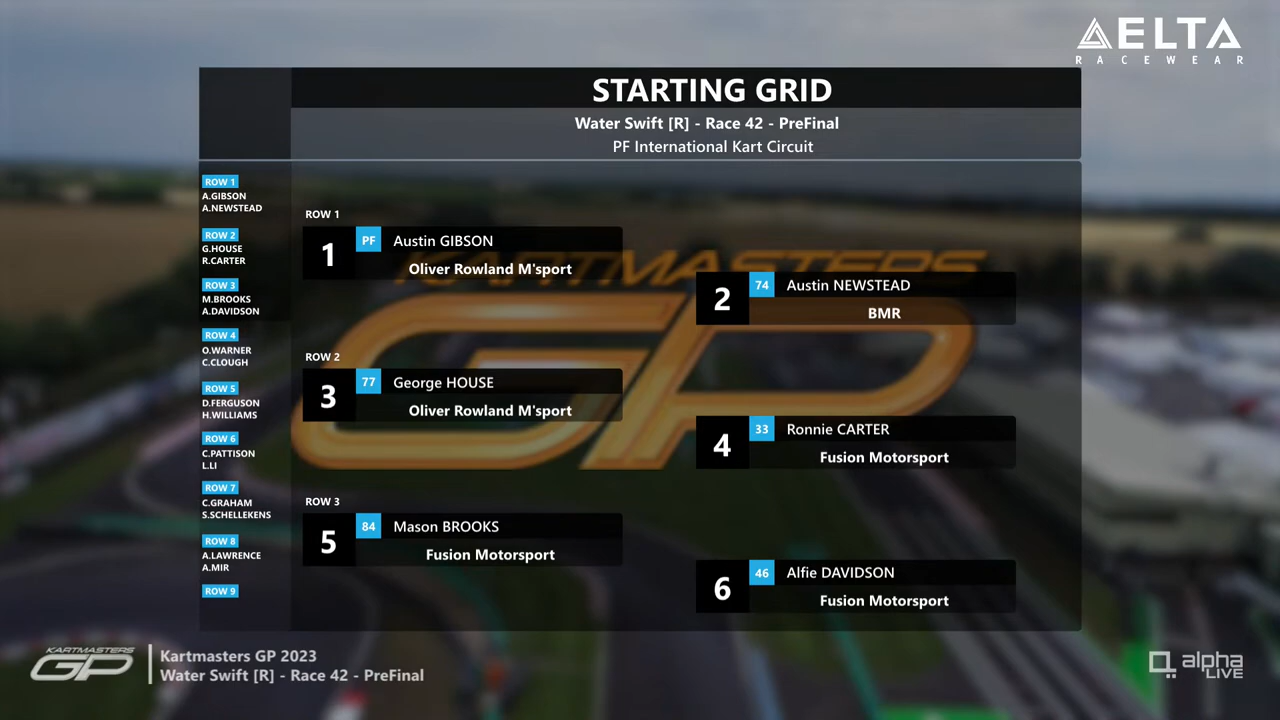 AELTA
RACEWEAR
STARTING GRID
Water Swift [R] - Race 42 - PreFinal
PF International Kart Circuit
ROW 1
A.GIBSON
A.NEWSTEAD
ROW 2
G.HOUSE
R.CARTER
ROW 3
M.BROOKS
A.DAVIDSON
ROW 4
O.WARNER
C.CLOUGH
ROW 5
D.FERGUSON
H.WILLIAMS
ROW 6
C.PATTISON
L.LI
ROW 7
C.GRAHAM
S.SCHELLEKENS
ROW 8
A.LAWRENCE
A.MIR
ROW 9
KARTMASTERS
GP
ROW 1
1 PF Austin GIBSON
Oliver Rowland M'sport
2 74 Austin NEWSTEAD
BMR
ROW 2
3 77 George HOUSE
Oliver Rowland M'sport
4 33 Ronnie CARTER
Fusion Motorsport
ROW 3
5 84 Mason BROOKS
Fusion Motorsport
6 46 Alfie DAVIDSON
Fusion Motorsport
KARTMASTERS
GP
Kartmasters GP 2023
Water Swift [R] - Race 42 - PreFinal
alpha
LIVE